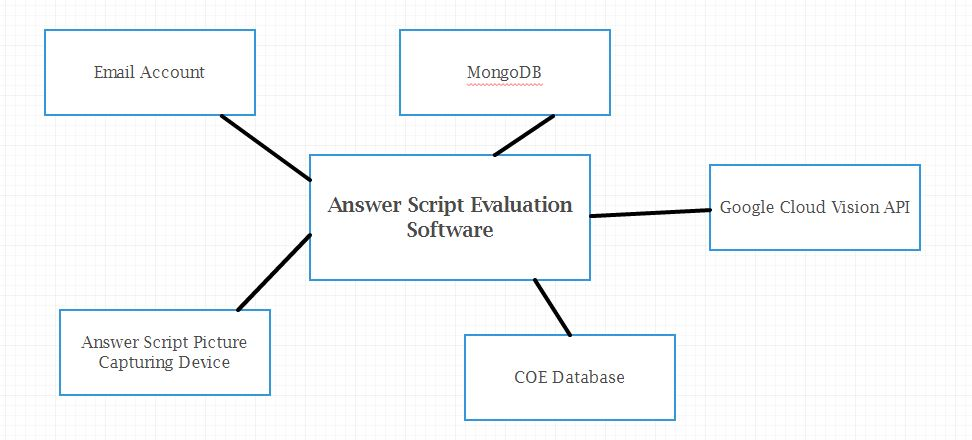 Email Account
MongoDB
Answer Script Evaluation
Software
Google Cloud Vision API
Answer Script Picture
Capturing Device
COE Database